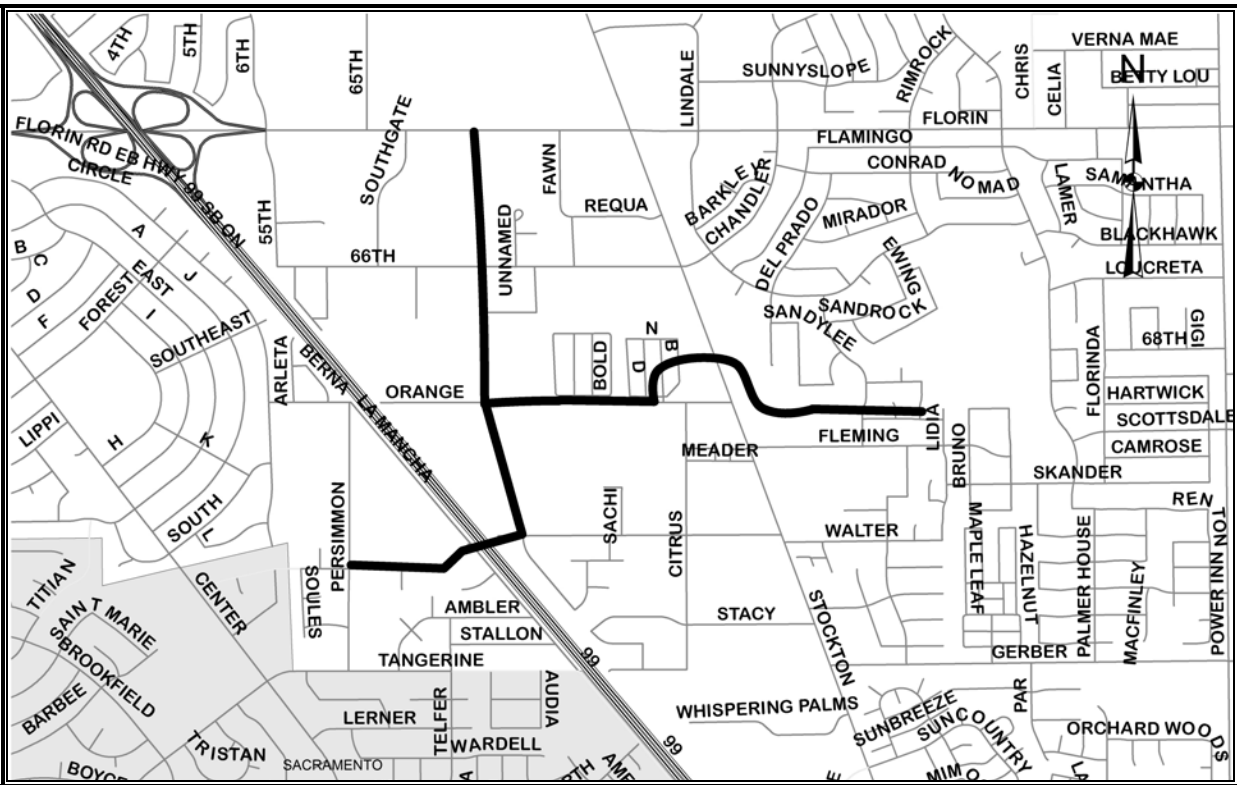 4TH
5TH
6TH
65TH
SOUTHGATE
LINDALE
SUNNYSLOPE
RIMROCK
CHRIS
CELIA
VERNA MAE
BETTY LOU
N
FLORIN RD EB HWY 99 SB ON
CIRCLE
FLORIN
FLAMINGO
CONRAD
NOMAD
LAMER
SAMANTHA
FAWN
REQUA
BARKLEY
CHANDLER
DEL PRADO
MIRADOR
EWING
BLACKHAWK
LOUCRETA
55TH
66TH
UNNAMED
A
B
C
D
F
J
EAST
FOREST
I
SOUTHEAST
SANDROCK
SANDYLEE
FLORINDA
68TH
GIGI
ARLETA
BERNA
LA MANCHA
ORANGE
BOLD
N
B
D
HARTWICK
SCOTTSDALE
CAMROSE
LIPPI
H
K
MEADER
FLEMING
LIDIA
BRUNO
SKANDER
REN
SOUTH
L
PERSIMMON
SACHI
CITRUS
WALTER
MAPLE LEAF
HAZELNUT
PALMER HOUSE
MACFINLEY
TON INN
POWER INN
TITIAN
SAINT MARIE
CENTER
SOULES
AMBLER
STALLON
TANGERINE
STACY
STOCKTON
GERBER
BROOKFIELD
BARBEE
99
AUDIA
TELFER
LERNER
WARDELL
WHISPERING PALMS
SUNBREEZE
SUNCOUNTRY
PAR
ORCHARD WOODS
TRISTAN
SACRAMENTO
BOYCE
99
MIM
LA